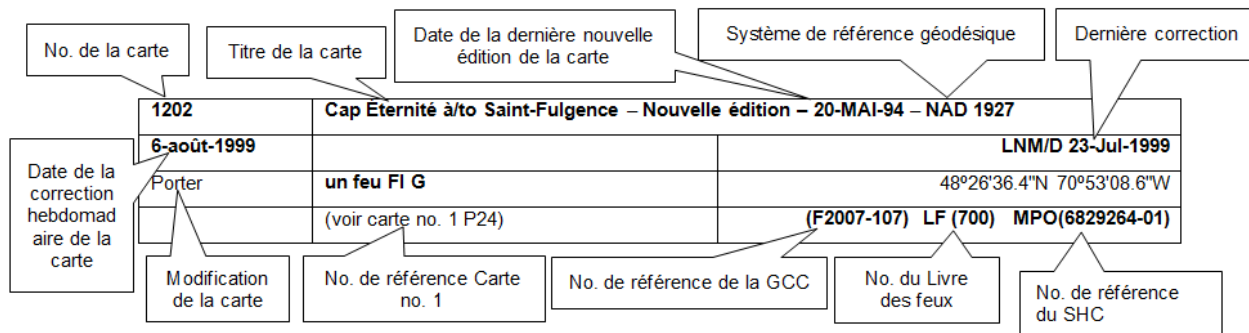 No. de la carte
Titre de la carte
Date de la dernière nouvelle
édition de la carte
Système de référence géodésique
Dernière correction
1202 Cap Éternité à/to Saint-Fulgence – Nouvelle édition – 20-MAI-94 – NAD 1927
6-août-1999 LNM/D 23-Jul-1999
Porter un feu Fl G 48º26'36.4"N 70º53'08.6"W
(voir carte no. 1 P24) (F2007-107) LF (700) MPO(6829264-01)
Date de la
correction
hebdomad
aire de la
carte
Modification
de la carte
No. de référence Carte
no. 1
No. de référence de la GCC
No. du Livre
des feux
No. de référence
du SHC